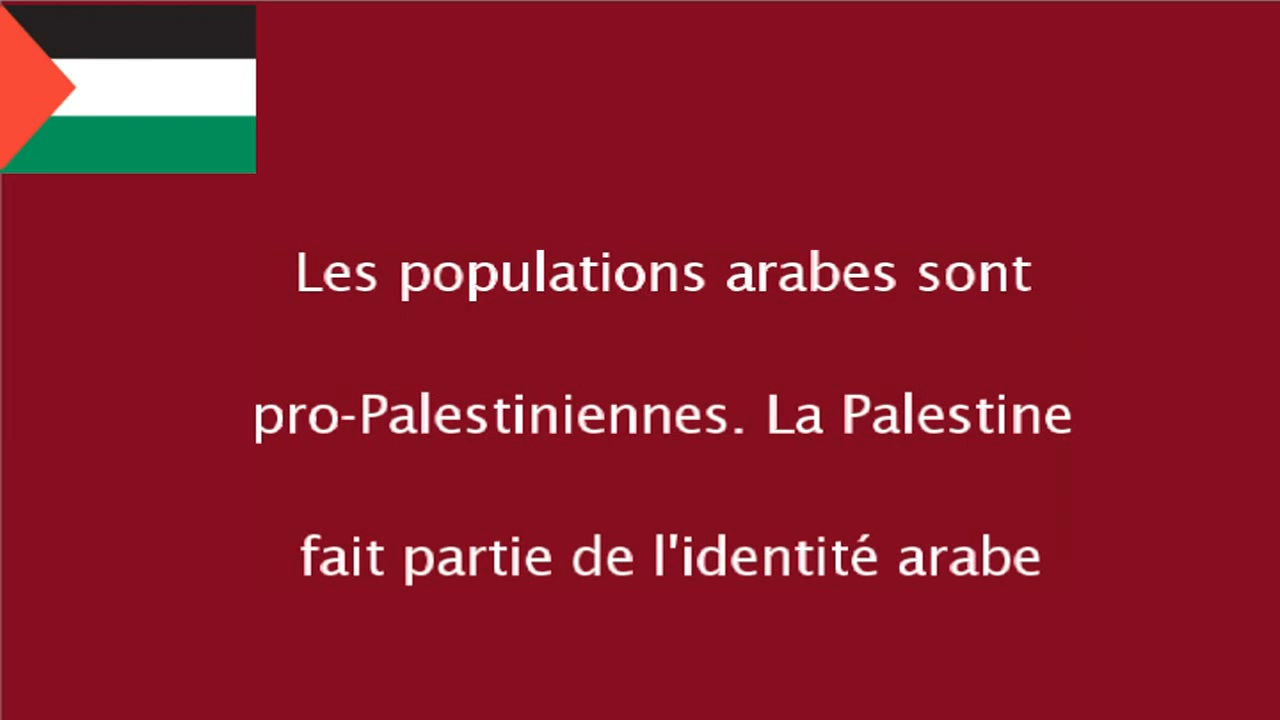 Les populations arabes sont
pro-Palestiniennes. La Palestine
fait partie de l'identité arabe